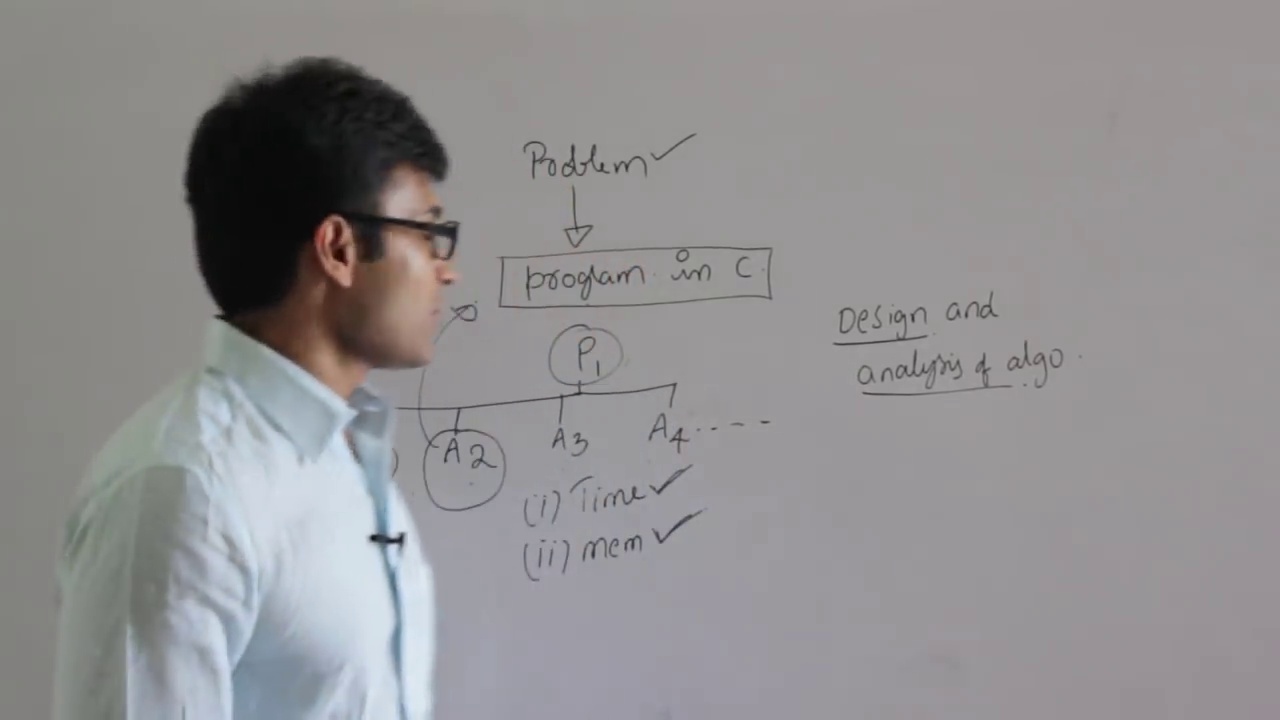 Problem ✓
program in C.
Design and
analysis of algo.
P1
A2 A3 A4 ----
(i) Time ✓
(ii) mem ✓